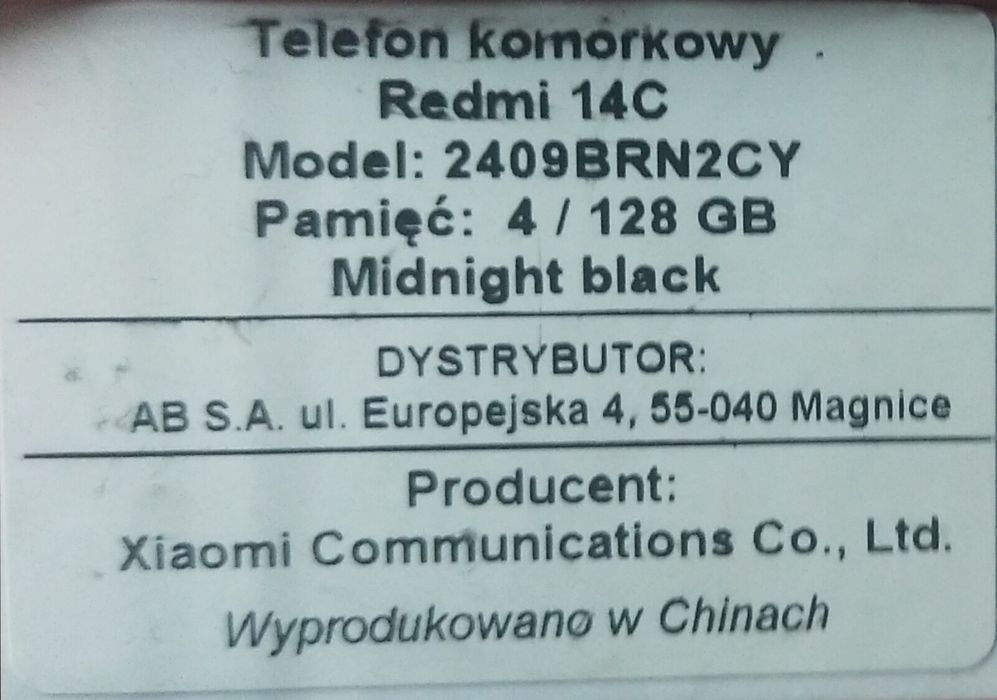 Telefon komórkowy
Redmi 14C
Model: 2409BRN2CY
Pamięć: 4 / 128 GB
Midnight black
DYSTRYBUTOR:
AB S.A. ul. Europejska 4, 55-040 Magnice
Producent:
Xiaomi Communications Co., Ltd.
Wyprodukowano w Chinach